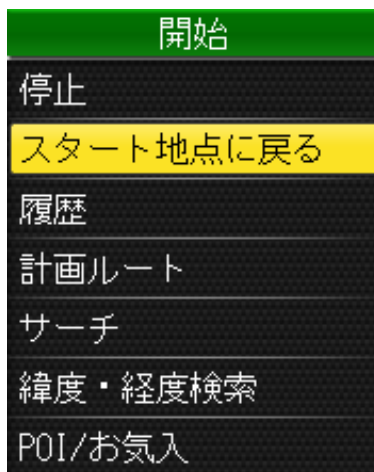 開始
停止
スタート地点に戻る
履歴
計画ルート
サーチ
緯度・経度検索
POI/お気入